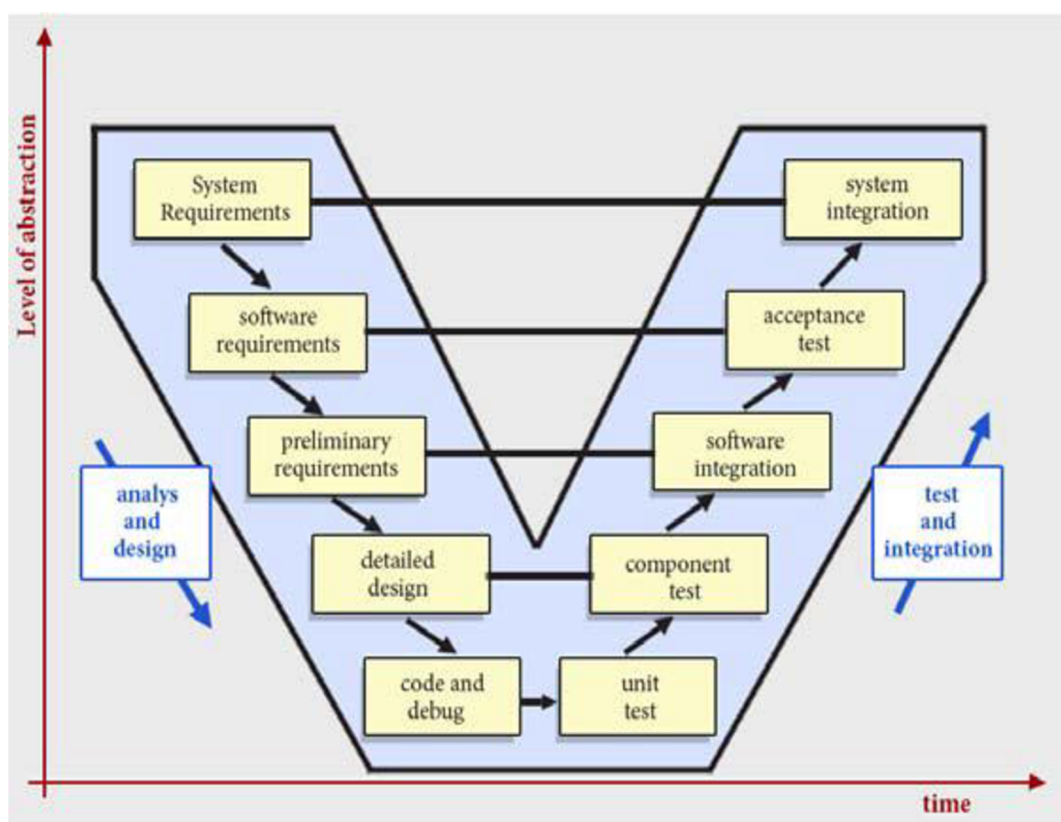 Level of abstraction
System
Requirements
system
integration
software
requirements
acceptance
test
preliminary
requirements
software
integration
analys
and
design
test
and
integration
detailed
design
component
test
code and
debug
unit
test
time